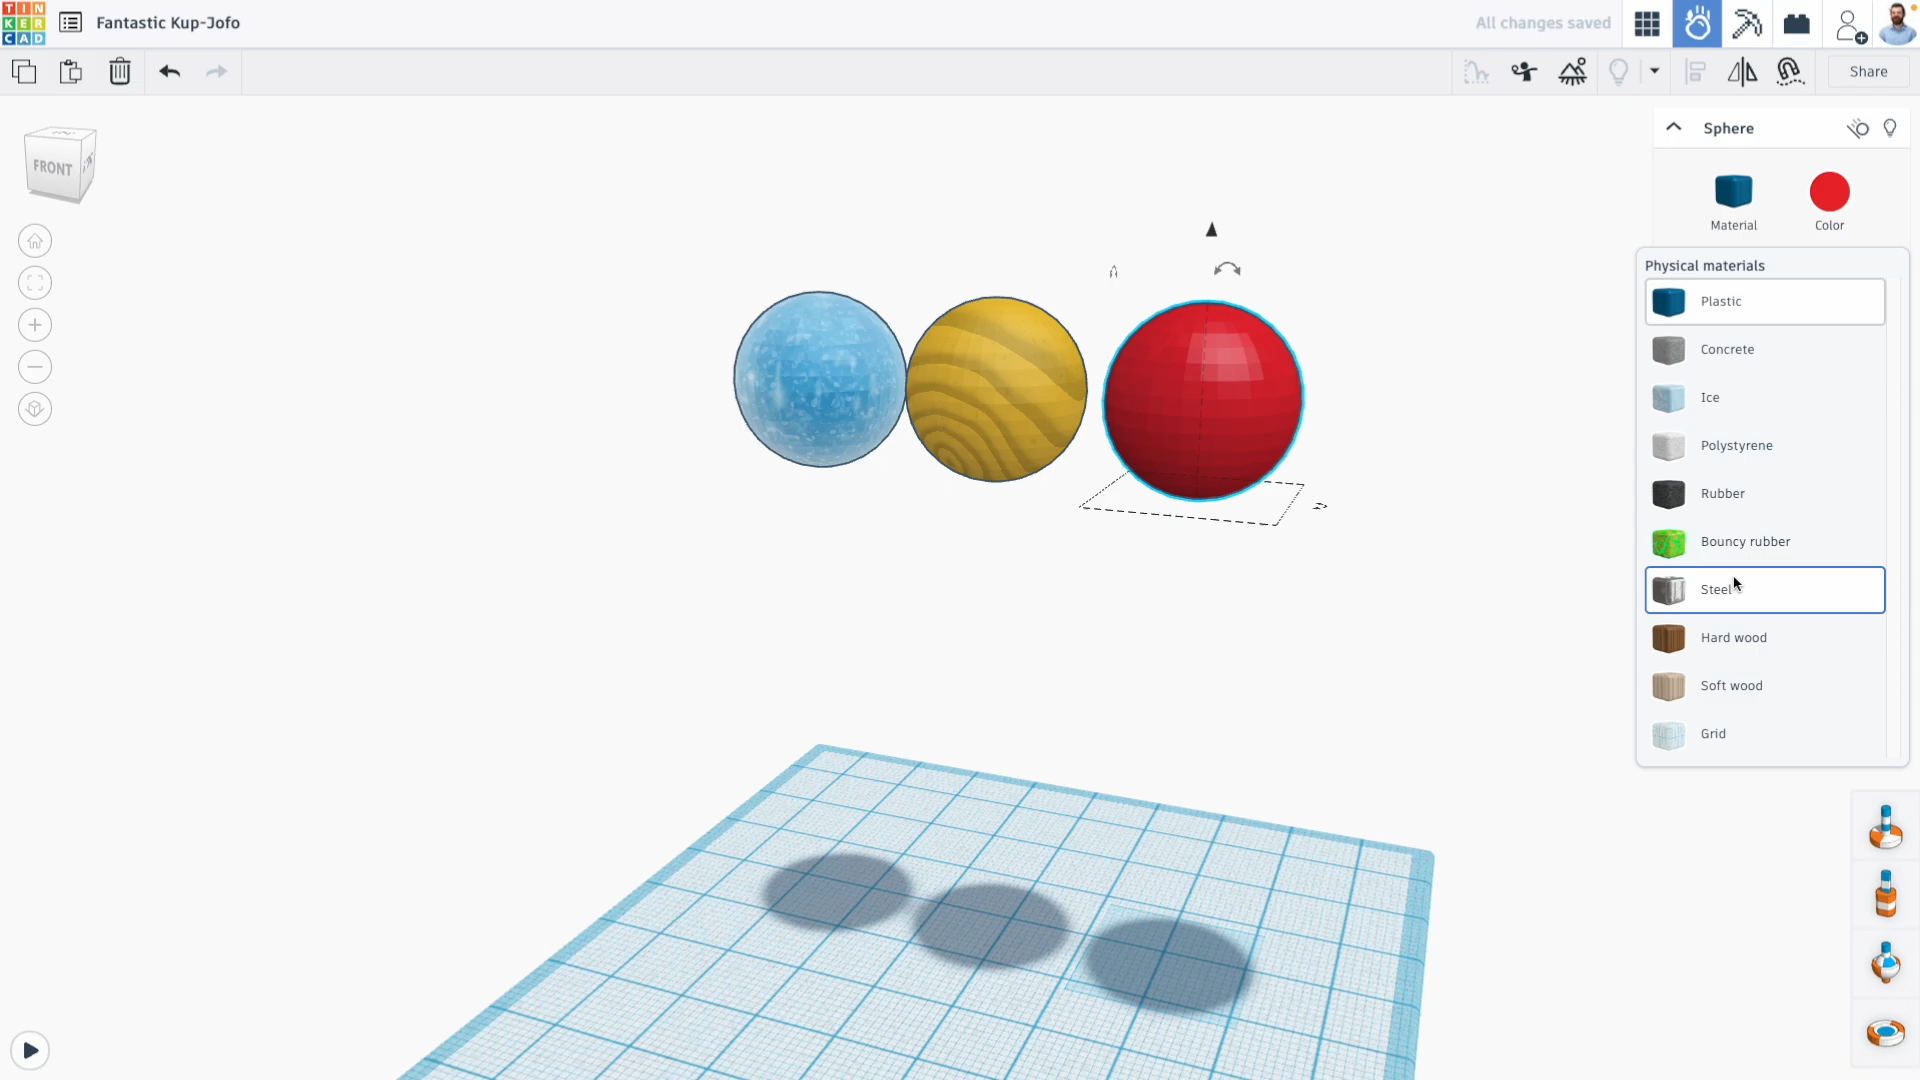 TIN
KER
CAD
Fantastic Kup-Jofo
All changes saved
Share
FRONT
Sphere
Material
Color
Physical materials
Plastic
Concrete
Ice
Polystyrene
Rubber
Bouncy rubber
Steel
Hard wood
Soft wood
Grid